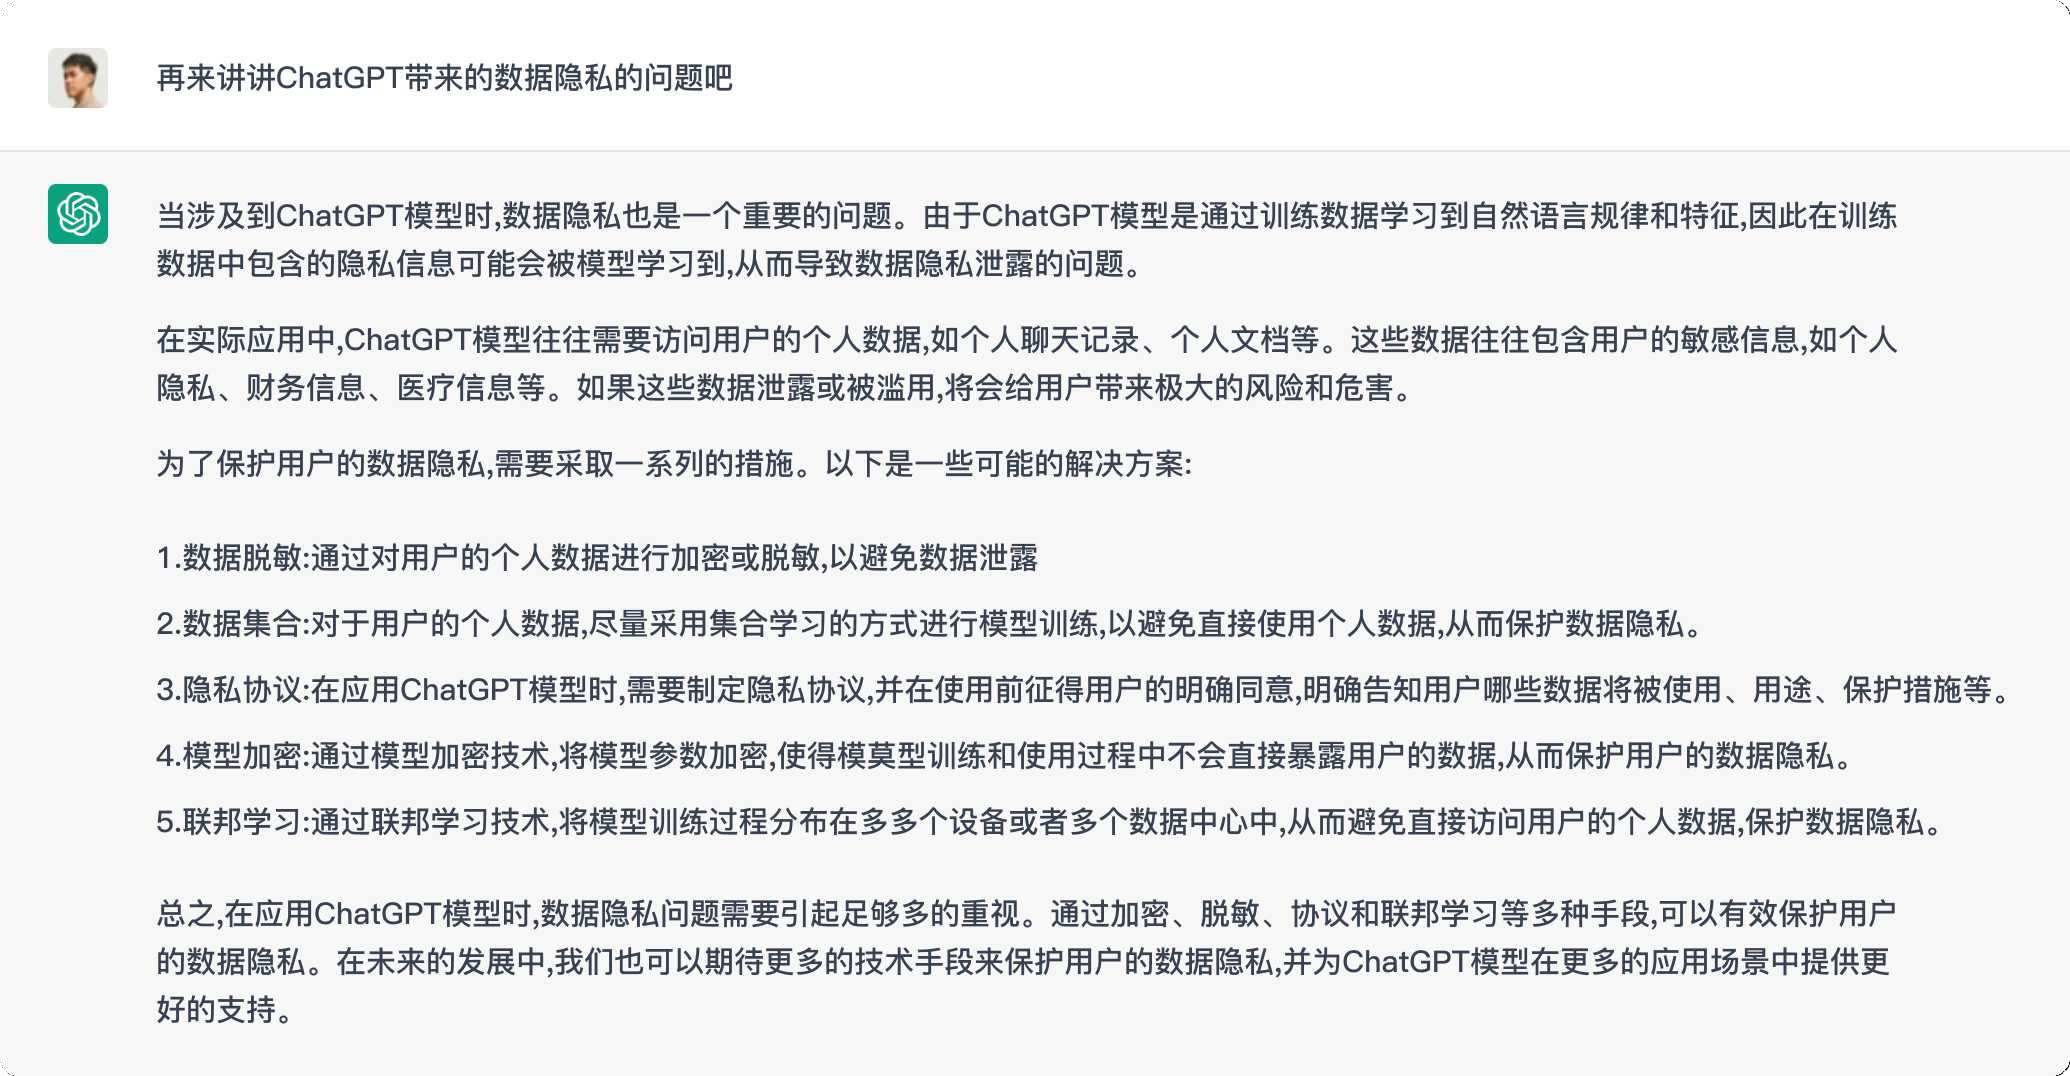 再来讲讲ChatGPT带来的数据隐私的问题吧
当涉及到ChatGPT模型时,数据隐私也是一个重要的问题。由于ChatGPT模型是通过训练数据学习到自然语言规律和特征,因此在训练
数据中包含的隐私信息可能会被模型学习到,从而导致数据隐私泄露的问题。
在实际应用中,ChatGPT模型往往需要访问用户的个人数据,如个人聊天记录、个人文档等。这些数据往往包含用户的敏感信息,如个人
隐私、财务信息、医疗信息等。如果这些数据泄露或被滥用,将会给用户带来极大的风险和危害。
为了保护用户的数据隐私,需要采取一系列的措施。以下是一些可能的解决方案:
1.数据脱敏:通过对用户的个人数据进行加密或脱敏,以避免数据泄露
2.数据集合:对于用户的个人数据,尽量采用集合学习的方式进行模型训练,以避免直接使用个人数据,从而保护数据隐私。
3.隐私协议:在应用ChatGPT模型时,需要制定隐私协议,并在使用前征得用户的明确同意,明确告知用户哪些数据将被使用、用途、保护措施等。
4.模型加密:通过模型加密技术,将模型参数加密,使得模莫型训练和使用过程中不会直接暴露用户的数据,从而保护用户的数据隐私。
5.联邦学习:通过联邦学习技术,将模型训练过程分布在多多个设备或者多个数据中心中,从而避免直接访问用户的个人数据,保护数据隐私。
总之,在应用ChatGPT模型时,数据隐私问题需要引起足够多的重视。通过加密、脱敏、协议和联邦学习等多种手段,可以有效保护用户
的数据隐私。在未来的发展中,我们也可以期待更多的技术手段来保护用户的数据隐私,并为ChatGPT模型在更多的应用场景中提供更
好的支持。